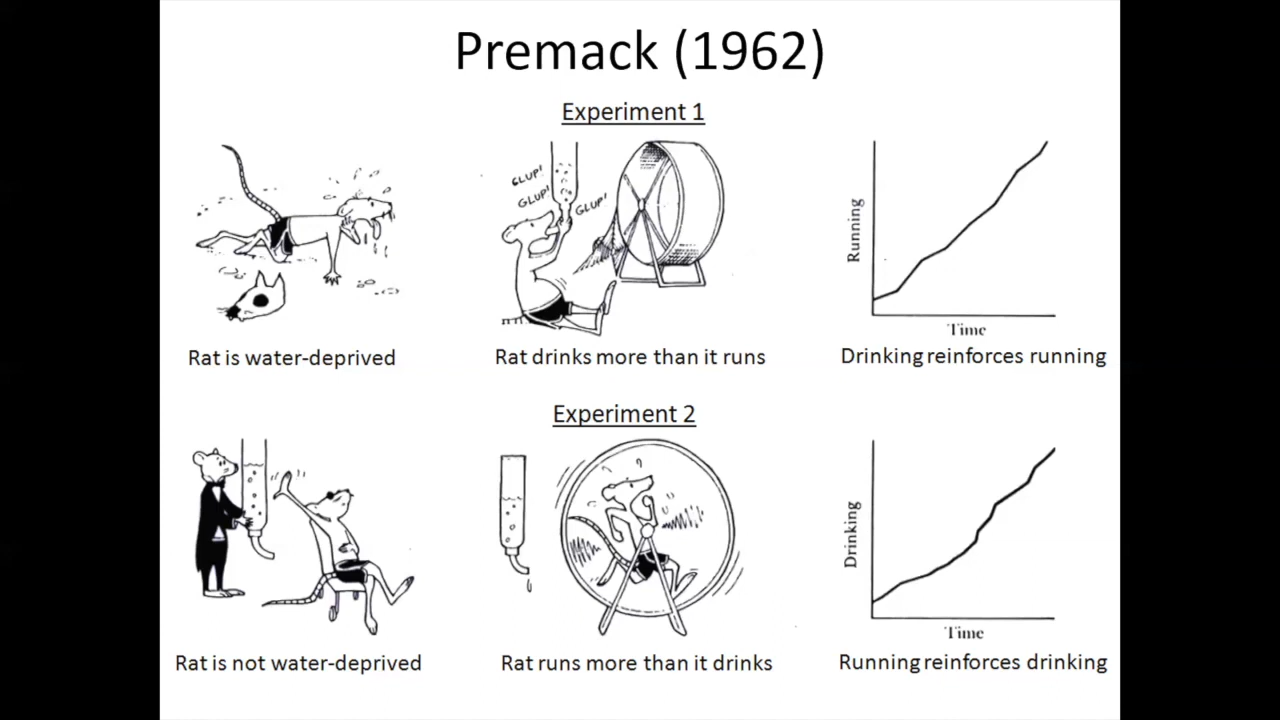 Premack (1962)
Experiment 1
GLUP!
GLUP!
GLUP!
Running
Time
Rat is water-deprived
Rat drinks more than it runs
Drinking reinforces running
Experiment 2
Drinking
Time
Rat is not water-deprived
Rat runs more than it drinks
Running reinforces drinking